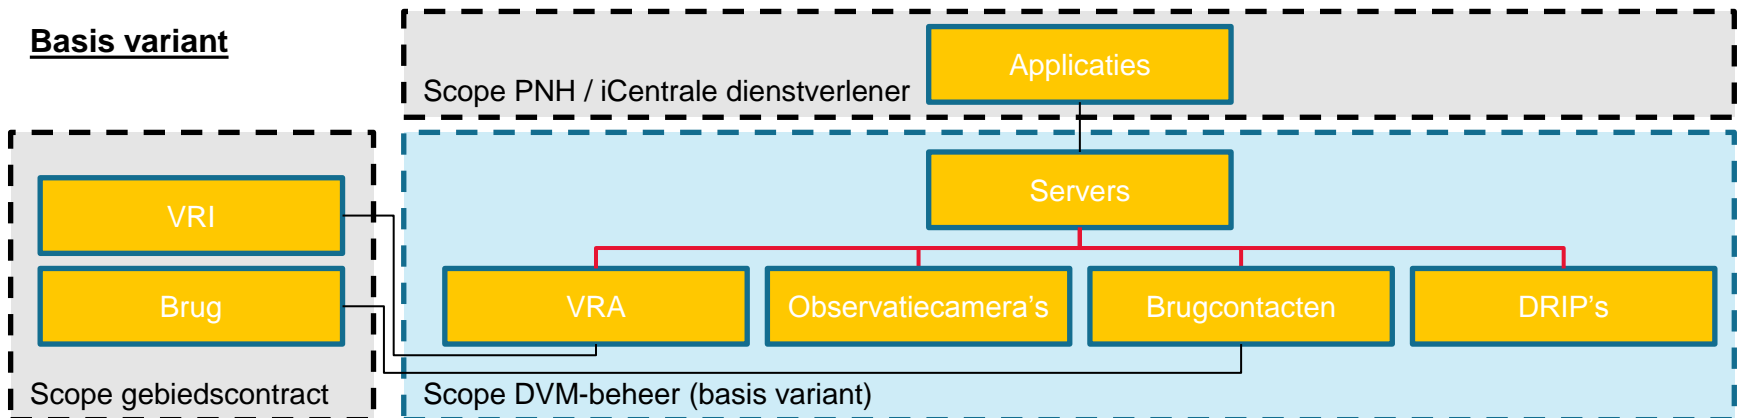 Basis variant
Applicaties
Scope PNH / iCentrale dienstverlener
Servers
VRI
Brug
VRA
Observatiecamera's
Brugcontacten
DRIP's
Scope gebiedscontract
Scope DVM-beheer (basis variant)